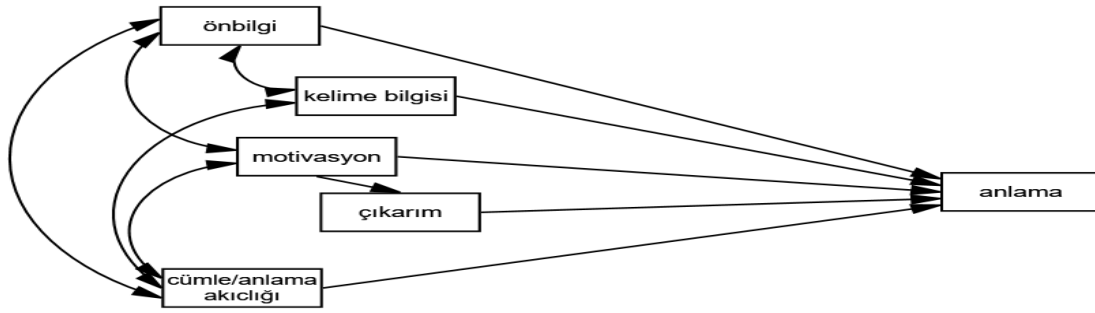 önbilgi
kelime bilgisi
motivasyon
çıkarım
anlama
cümle/anlama
akıclığı